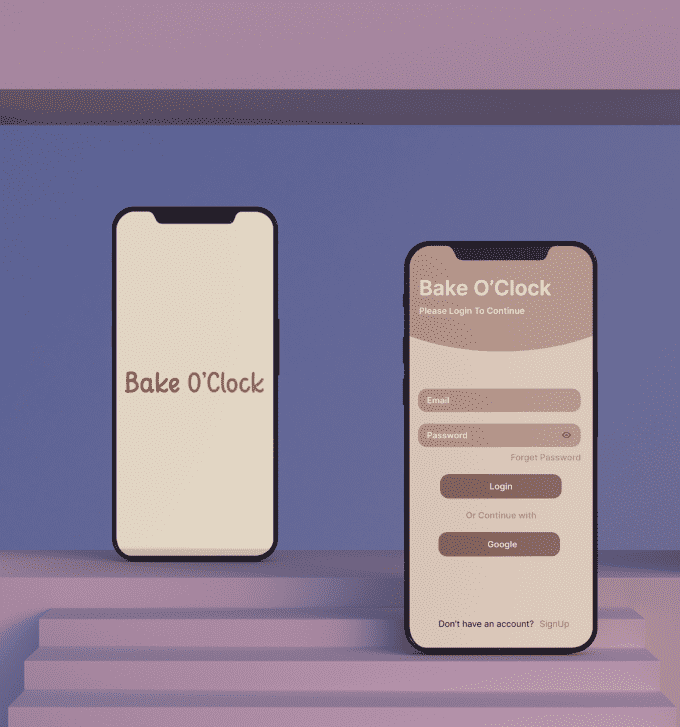 Bake O'Clock
Bake O'Clock
Please Login To Continue
Email
Password
Forget Password
Login
Or Continue with
Google
Don't have an account? SignUp